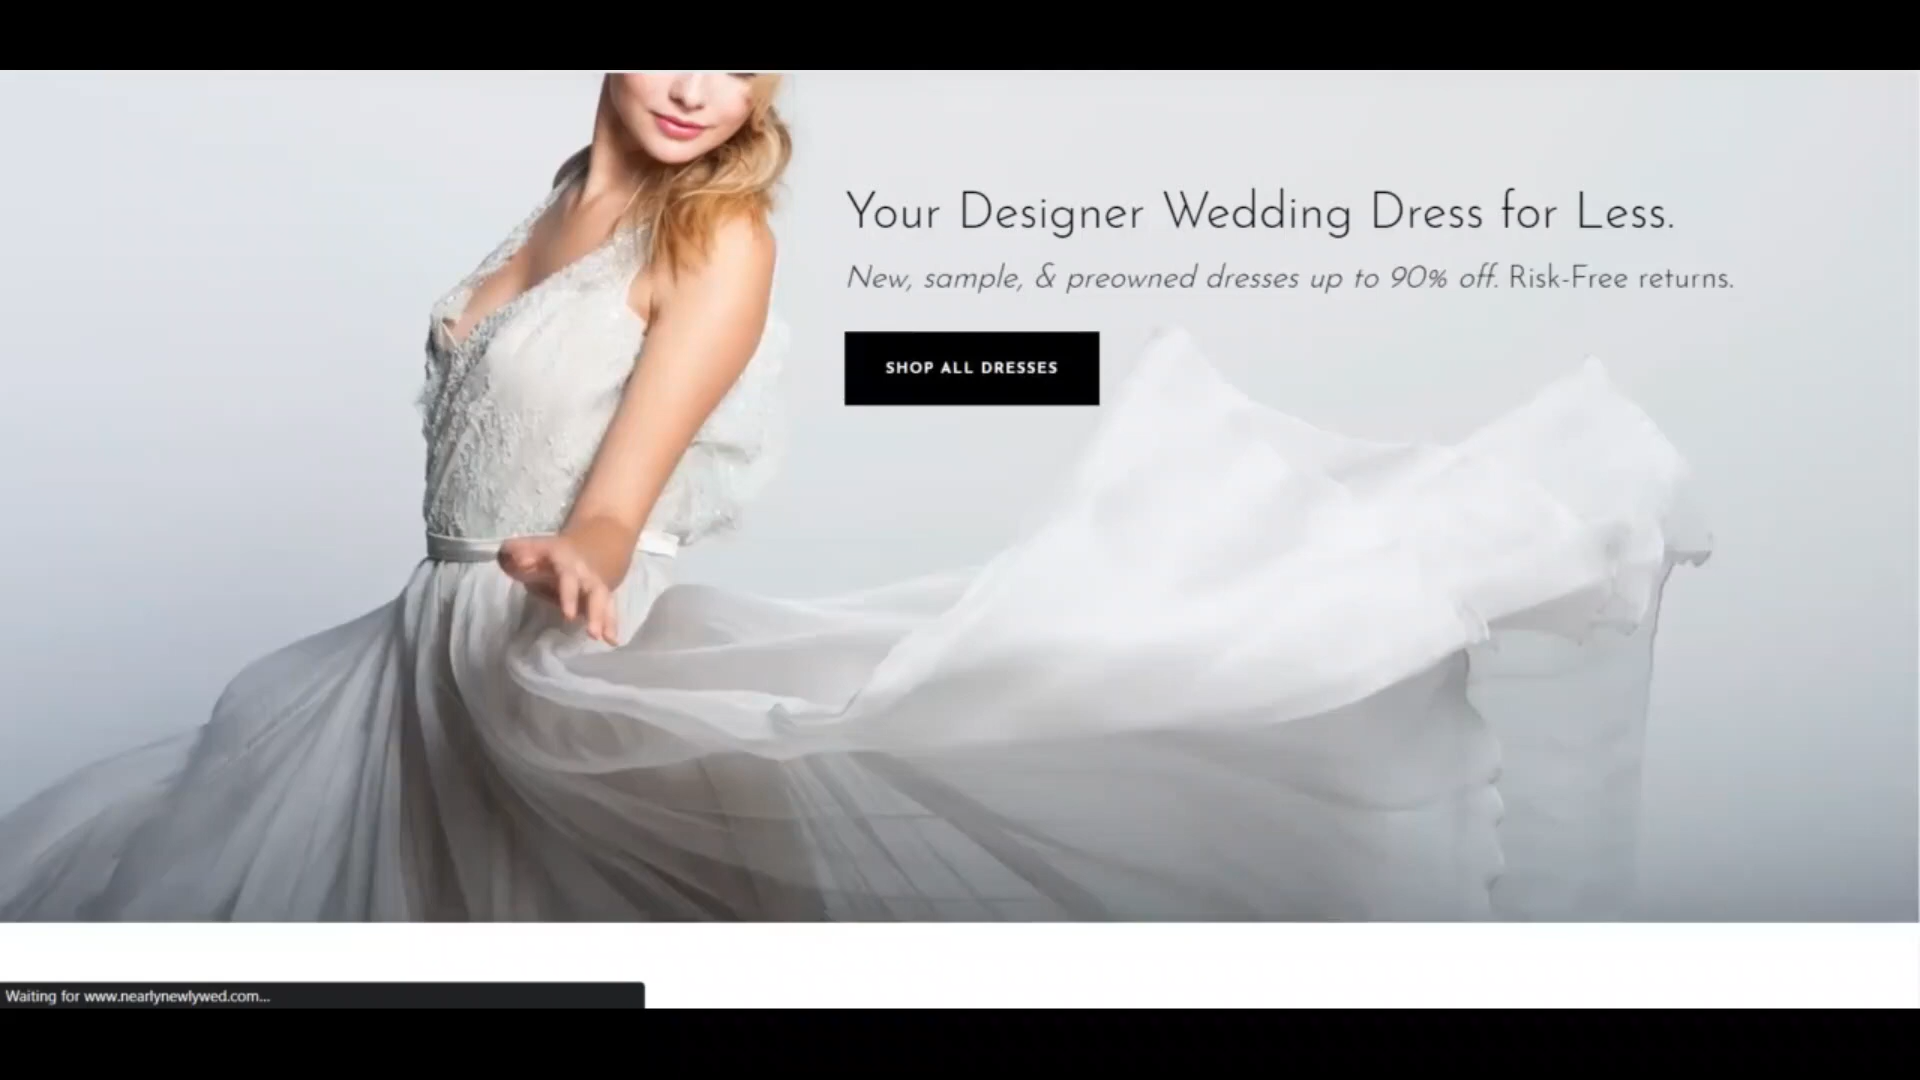 Your Designer Wedding Dress for Less.
New, sample, & preowned dresses up to 90% off. Risk-Free returns.
SHOP ALL DRESSES
Waiting for www.nearlynewlywed.com...